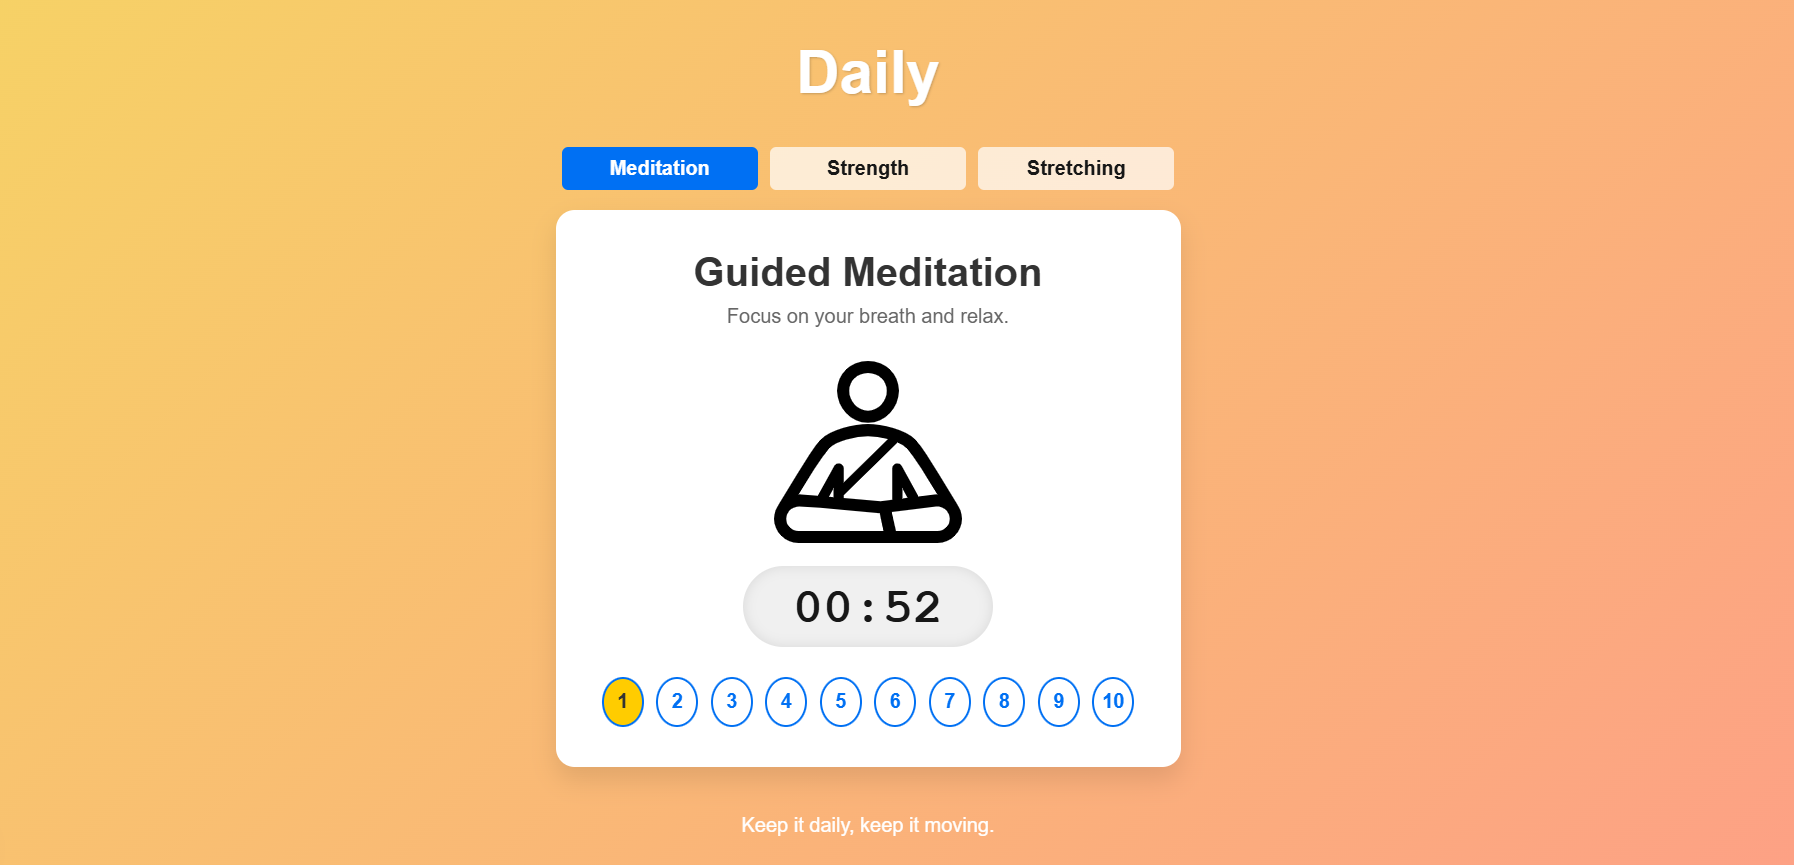 Daily
Meditation Strength Stretching
Guided Meditation
Focus on your breath and relax.
00:52
1 2 3 4 5 6 7 8 9 10
Keep it daily, keep it moving.